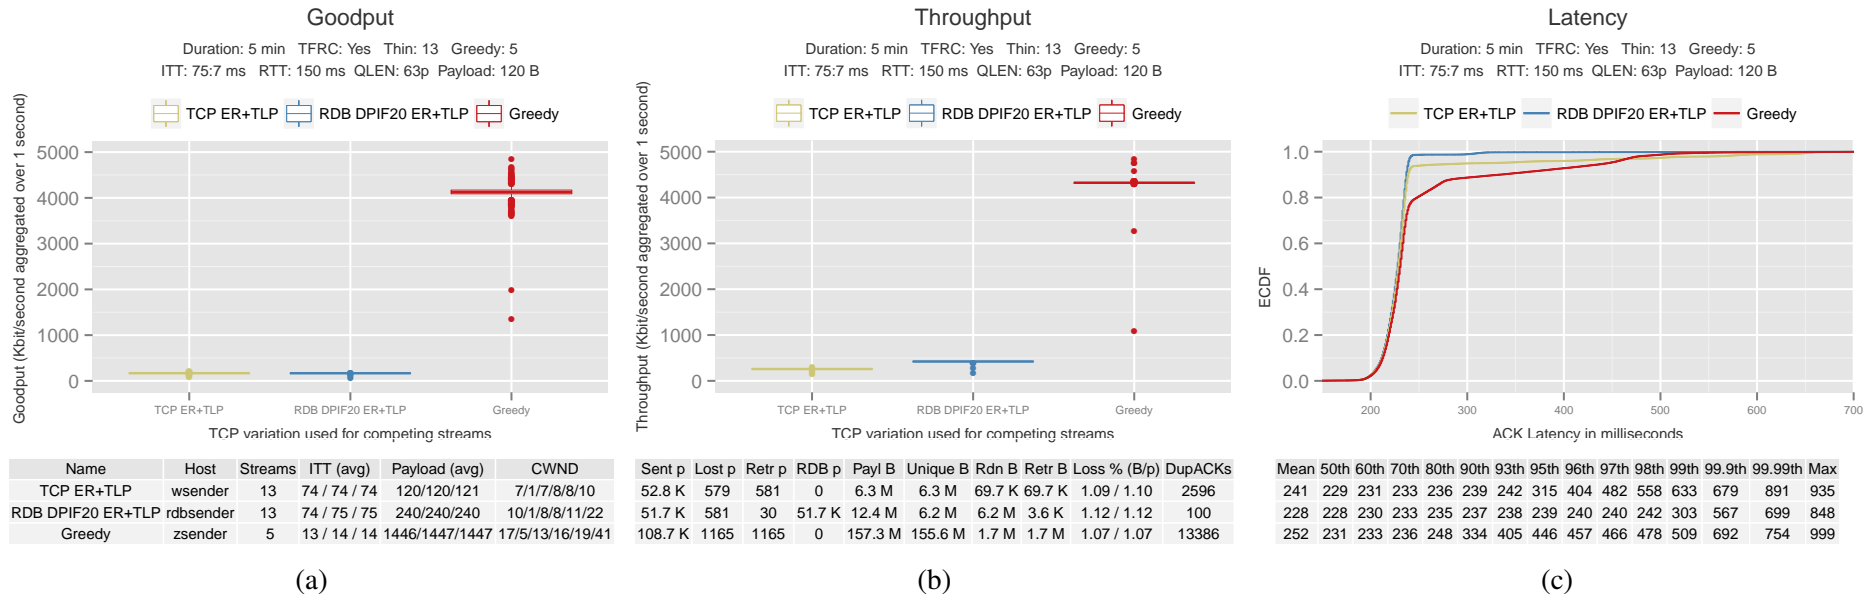 Goodput
Duration: 5 min TFRC: Yes Thin: 13 Greedy: 5
ITT: 75:7 ms RTT: 150 ms QLEN: 63p Payload: 120 B
TCP ER+TLP RDB DPIF20 ER+TLP Greedy
Goodput (Kbit/second aggregated over 1 second)
5000
4000
3000
2000
1000
0
TCP ER+TLP RDB DPIF20 ER+TLP Greedy
TCP variation used for competing streams
Name Host Streams ITT (avg) Payload (avg) CWND
TCP ER+TLP wsender 13 74 / 74 / 74 120/120/121 7/1/7/8/8/10
RDB DPIF20 ER+TLP rdbsender 13 74 / 75 / 75 240/240/240 10/1/8/8/11/22
Greedy zsender 5 13 / 14 / 14 1446/1447/1447 17/5/13/16/19/41
(a)
Throughput
Duration: 5 min TFRC: Yes Thin: 13 Greedy: 5
ITT: 75:7 ms RTT: 150 ms QLEN: 63p Payload: 120 B
TCP ER+TLP RDB DPIF20 ER+TLP Greedy
Throughput (Kbit/second aggregated over 1 second)
5000
4000
3000
2000
1000
0
TCP ER+TLP RDB DPIF20 ER+TLP Greedy
TCP variation used for competing streams
Sent p Lost p Retr p RDB p Payl B Unique B Rdn B Retr B Loss % (B/p) DupACKs
52.8 K 579 581 0 6.3 M 6.3 M 69.7 K 69.7 K 1.09 / 1.10 2596
51.7 K 581 30 51.7 K 12.4 M 6.2 M 6.2 M 3.6 K 1.12 / 1.12 100
108.7 K 1165 1165 0 157.3 M 155.6 M 1.7 M 1.7 M 1.07 / 1.07 13386
(b)
Latency
Duration: 5 min TFRC: Yes Thin: 13 Greedy: 5
ITT: 75:7 ms RTT: 150 ms QLEN: 63p Payload: 120 B
TCP ER+TLP RDB DPIF20 ER+TLP Greedy
ECDF
1.0
0.8
0.6
0.4
0.2
0.0
200 300 400 500 600 700
ACK Latency in milliseconds
Mean 50th 60th 70th 80th 90th 93th 95th 96th 97th 98th 99th 99.9th 99.99th Max
241 229 231 233 236 239 242 315 404 482 558 633 679 891 935
228 228 230 233 235 237 238 239 240 240 242 303 567 699 848
252 231 233 236 248 334 405 446 457 466 478 509 692 754 999
(c)